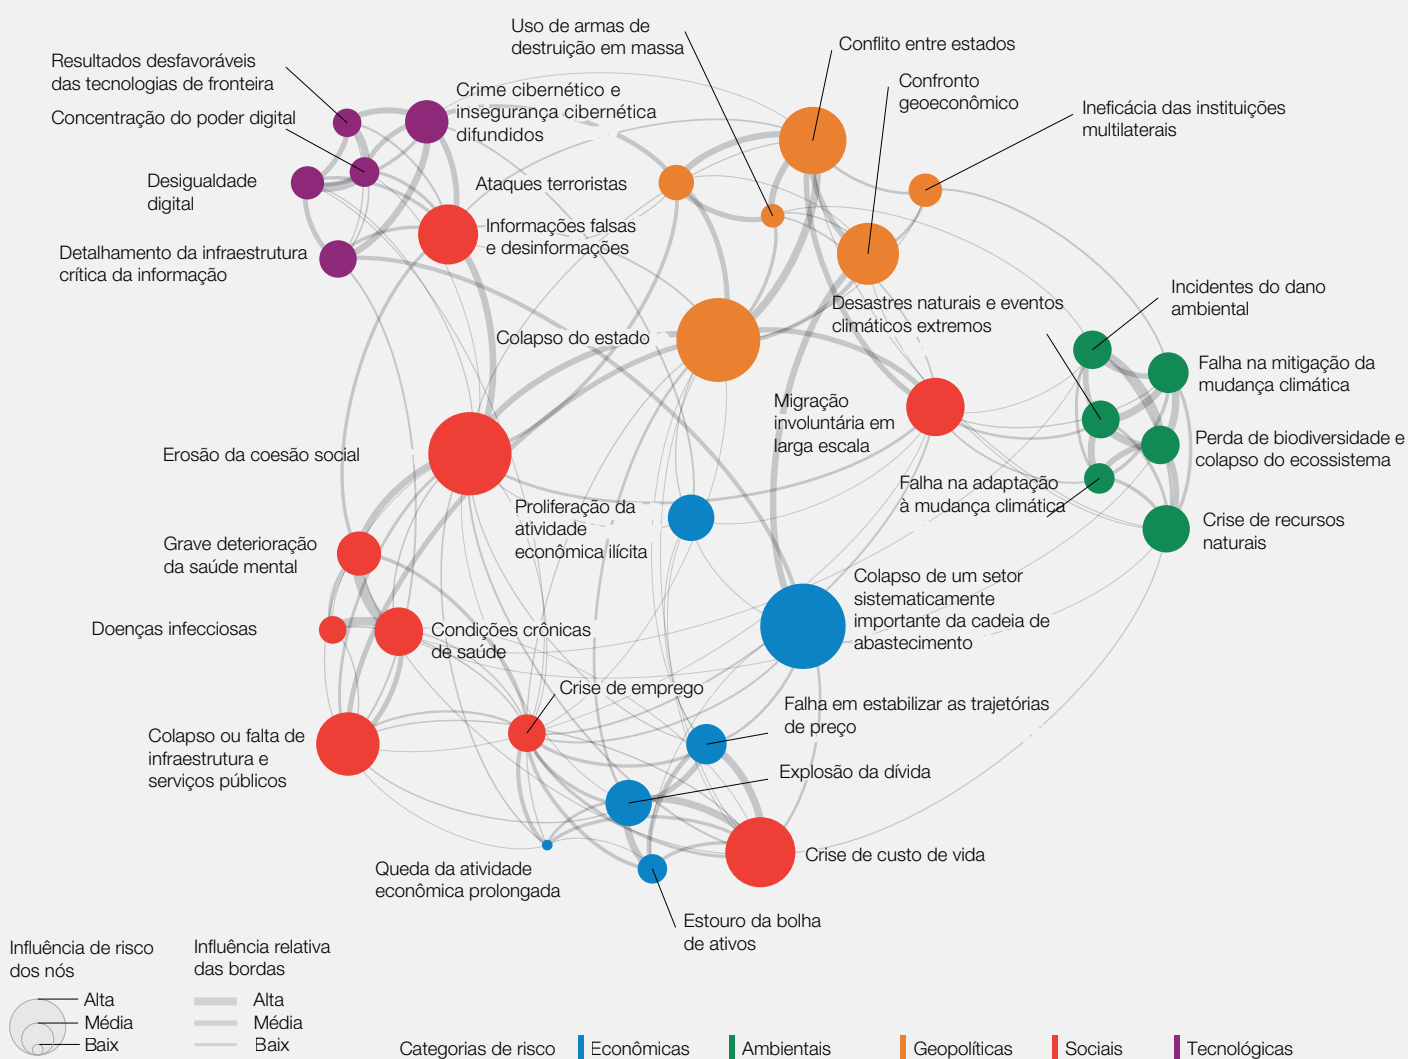 Uso de armas de
destruição em massa
Conflito entre estados
Resultados desfavoráveis
das tecnologias de fronteira
Confronto
geoeconômico
Crime cibernético e
insegurança cibernética
difundidos
Ineficácia das instituições
multilaterais
Concentração do poder digital
Desigualdade
digital
Ataques terroristas
Informações falsas
e desinformações
Detalhamento da infraestrutura
crítica da informação
Incidentes do dano
ambiental
Desastres naturais e eventos
climáticos extremos
Colapso do estado
Falha na mitigação da
mudança climática
Migração
involuntária em
larga escala
Perda de biodiversidade e
colapso do ecossistema
Erosão da coesão social
Falha na adaptação
à mudança climática
Proliferação da
atividade
econômica ilícita
Crise de recursos
naturais
Grave deterioração
da saúde mental
Colapso de um setor
sistematicamente
importante da cadeia de
abastecimento
Doenças infecciosas
Condições crônicas
de saúde
Crise de emprego
Falha em estabilizar as trajetórias
de preço
Colapso ou falta de
infraestrutura e
serviços públicos
Explosão da dívida
Crise de custo de vida
Queda da atividade
econômica prolongada
Estouro da bolha
de ativos
Influência de risco
dos nós
Alta
Média
Baix
Influência relativa
das bordas
Alta
Média
Baix
Categorias de risco
Econômicas
Ambientais
Geopolíticas
Sociais
Tecnológicas